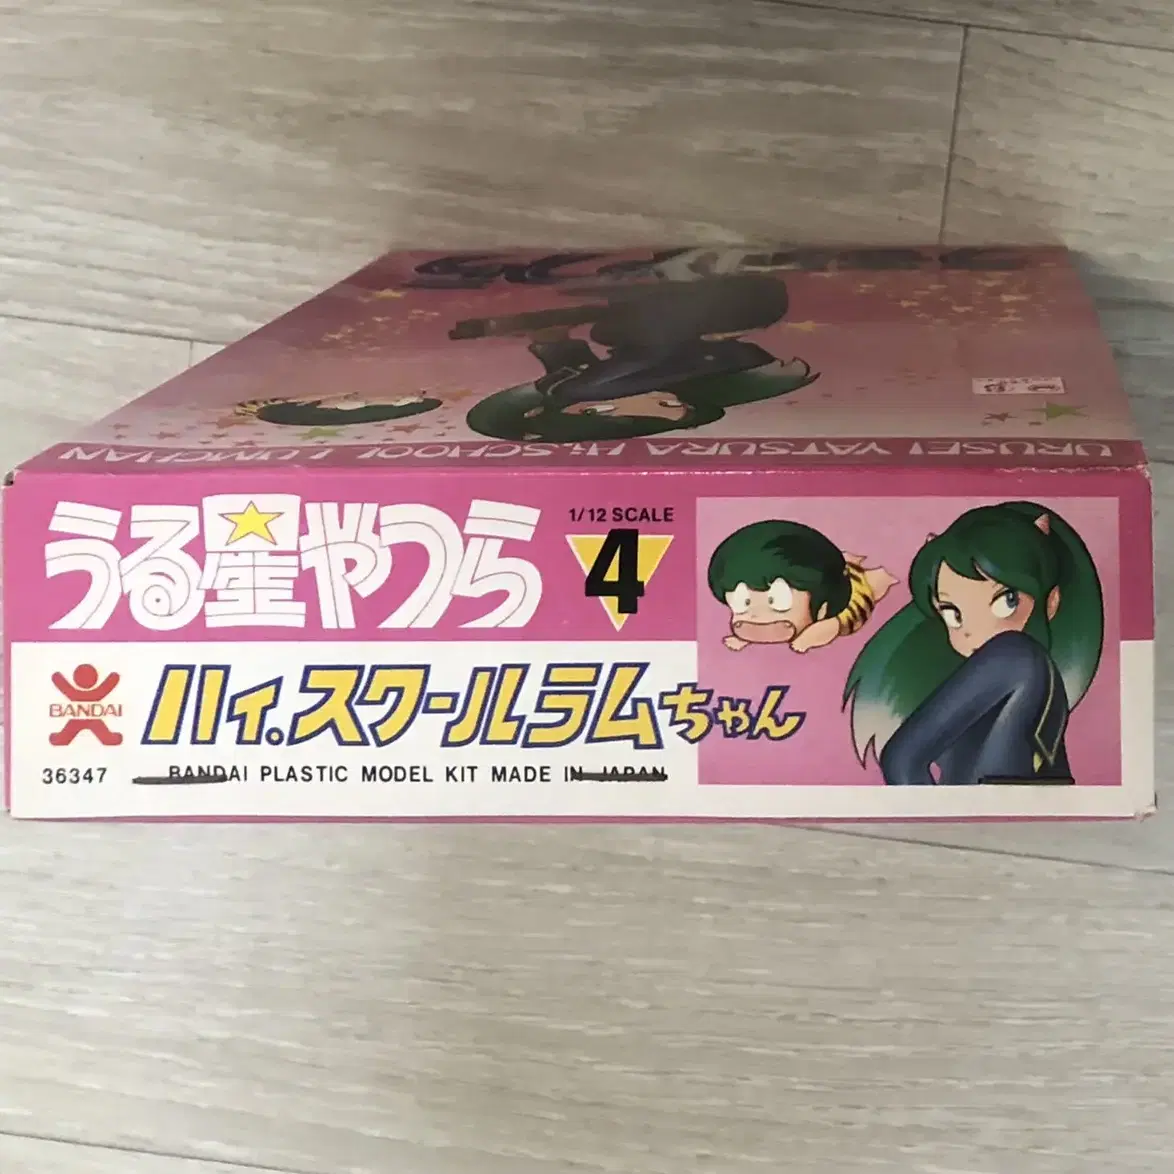 URUSEI YATSURA Hi SCHOOL LUMCHAN
うる星やつら
1/12 SCALE
4
BANDAI
ハイ。スクールラムちゃん
36347 BANDAI PLASTIC MODEL KIT MADE IN JAPAN